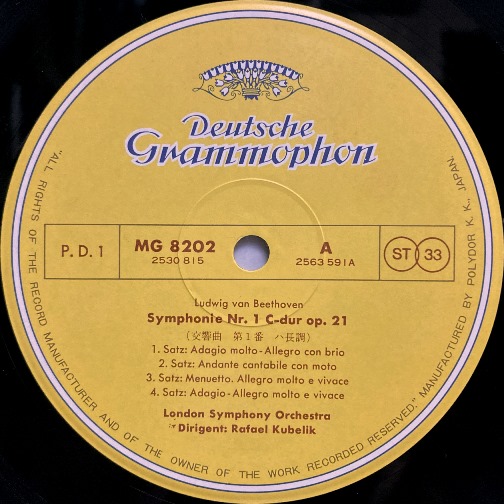 Deutsche
Grammophon
P.D.1
MG 8202
2530 815
A
2563 591A
ST 33
Ludwig van Beethoven
Symphonie Nr. 1 C-dur op. 21
(交響曲 第1番 ハ長調)
1. Satz: Adagio molto-Allegro con brio
2. Satz: Andante cantabile con moto
3. Satz: Menuetto. Allegro molto e vivace
4. Satz: Adagio-Allegro molto e vivace
London Symphony Orchestra
Dirigent: Rafael Kubelik
"ALL RIGHTS OF THE RECORD MANUFACTURER AND OF THE OWNER OF THE WORK RECORDED RESERVED." MANUFACTURED BY POLYDOR K. K., JAPAN.